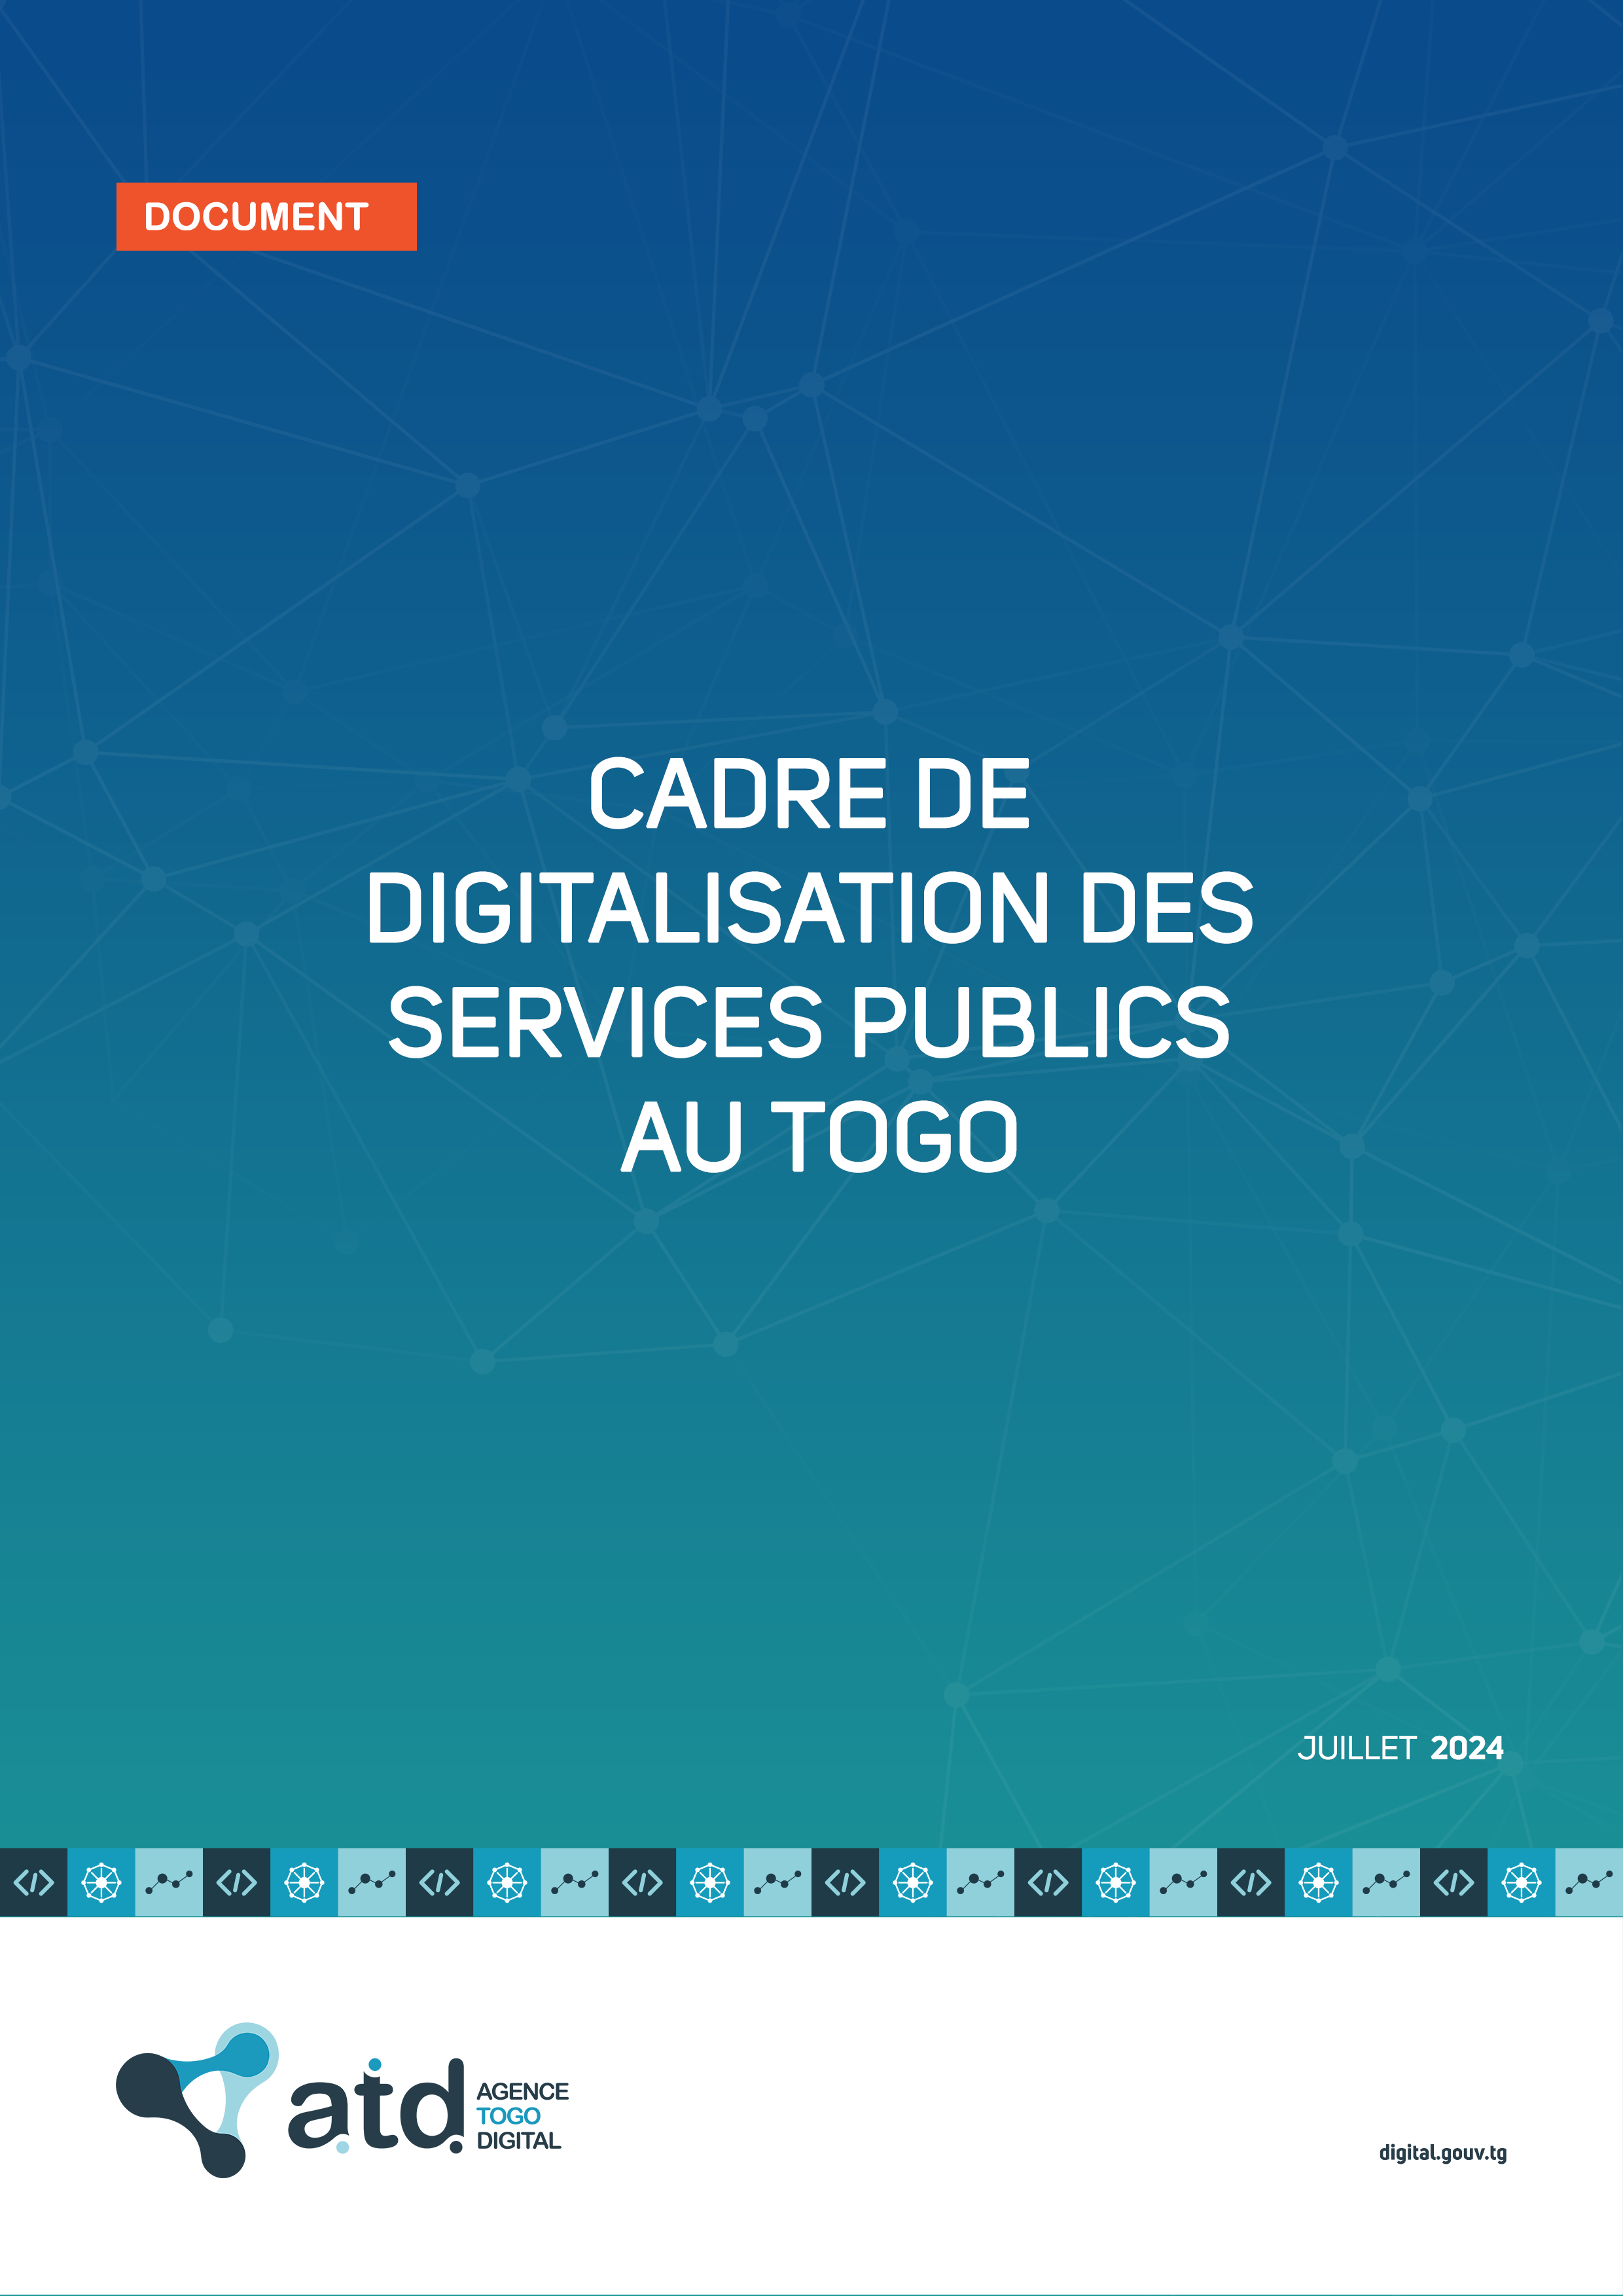 DOCUMENT
CADRE DE
DIGITALISATION DES
SERVICES PUBLICS
AU TOGO
JUILLET 2024
atd
AGENCE
TOGO
DIGITAL
digital.gouv.tg